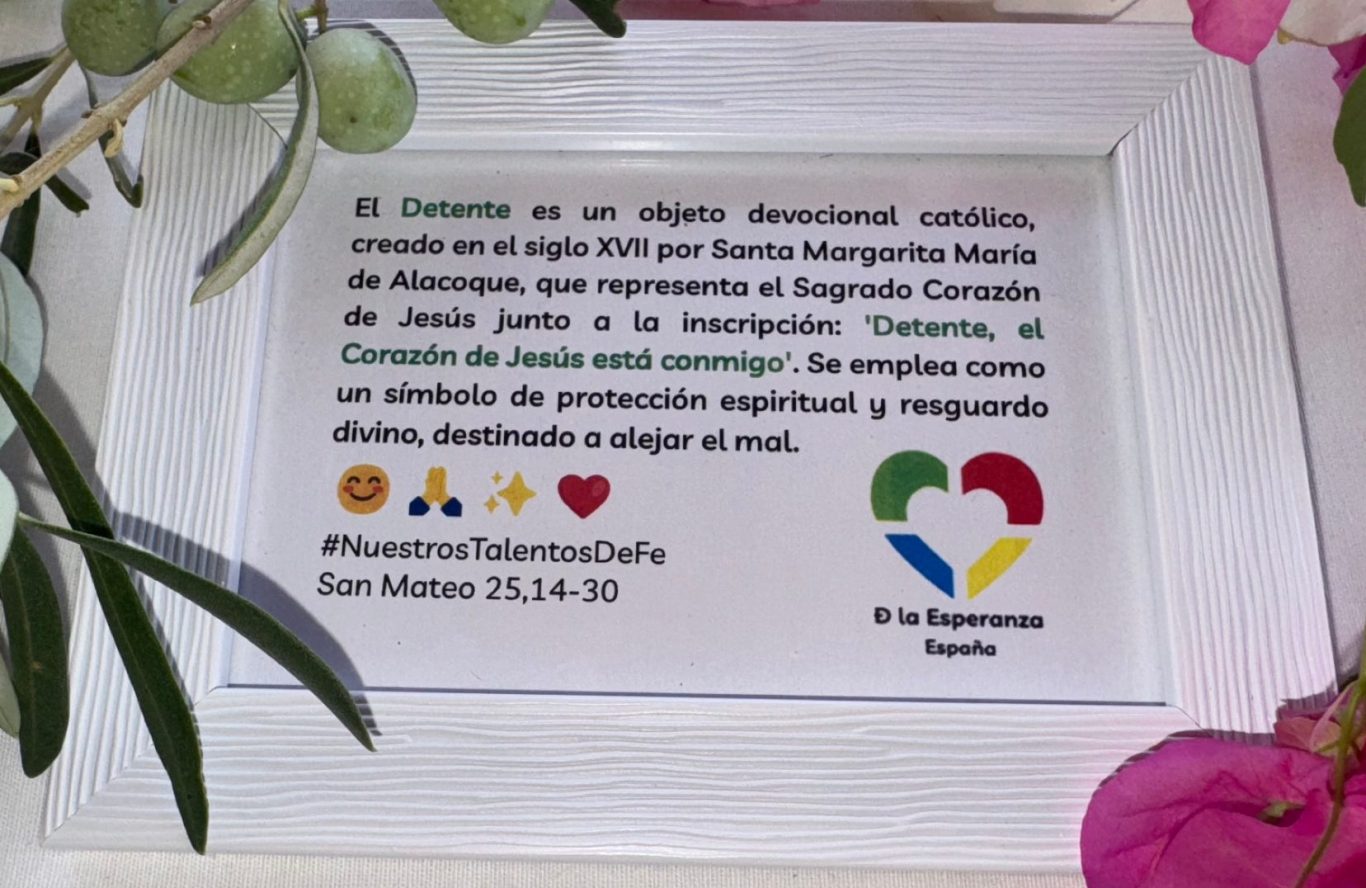 El Detente es un objeto devocional católico,
creado en el siglo XVII por Santa Margarita María
de Alacoque, que representa el Sagrado Corazón
de Jesús junto a la inscripción: 'Detente, el
Corazón de Jesús está conmigo'. Se emplea como
un símbolo de protección espiritual y resguardo
divino, destinado a alejar el mal.
😊 🙏 ✨ ❤️
#NuestrosTalentosDeFe
San Mateo 25,14-30
Đ la Esperanza
España